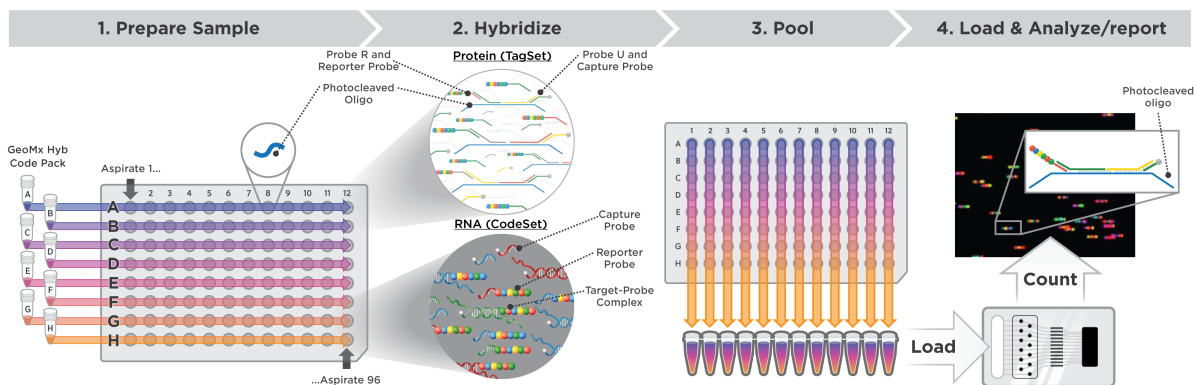 1. Prepare Sample
2. Hybridize
3. Pool
4. Load & Analyze/report
GeoMx Hyb
Code Pack
A
B
C
D
E
F
G
H
Aspirate 1...
2 3 4 5 6 7 8 9 10 11 12
A
B
C
D
E
F
G
H
...Aspirate 96
Protein (TagSet)
Probe R and
Reporter Probe
Photocleaved
Oligo
Probe U and
Capture Probe
RNA (CodeSet)
Capture
Probe
Reporter
Probe
Target-Probe
Complex
1 2 3 4 5 6 7 8 9 10 11 12
A
B
C
D
E
F
G
H
Load
Photocleaved
oligo
Count